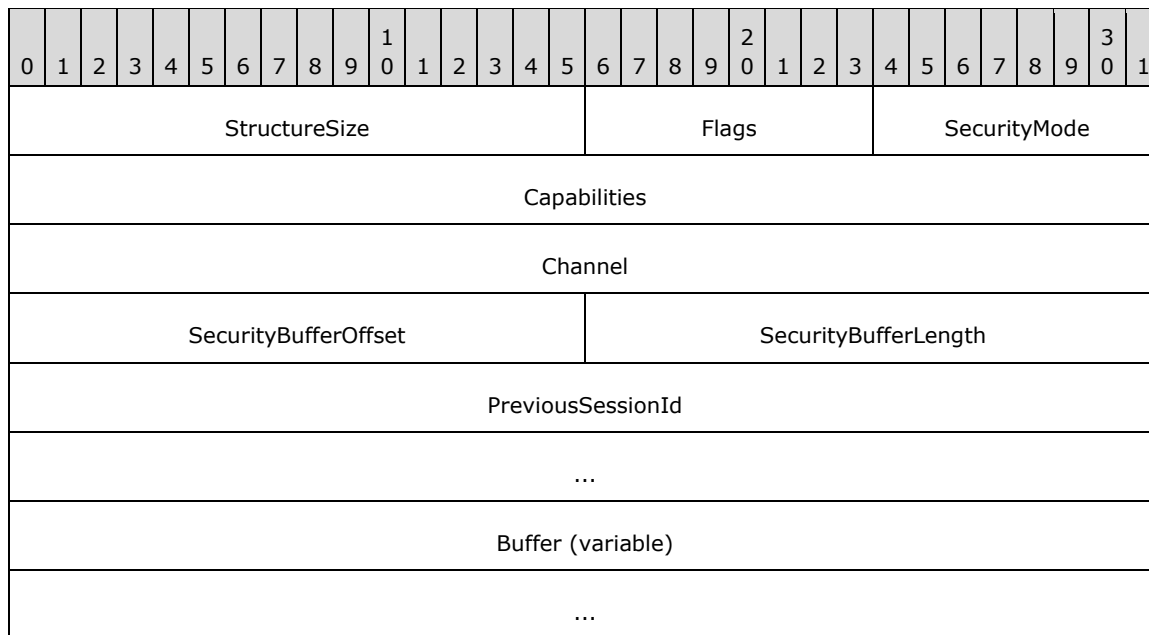 1 2 3
0 1 2 3 4 5 6 7 8 9 0 1 2 3 4 5 6 7 8 9 0 1 2 3 4 5 6 7 8 9 0 1
StructureSize Flags SecurityMode
Capabilities
Channel
SecurityBufferOffset SecurityBufferLength
PreviousSessionId
...
Buffer (variable)
...